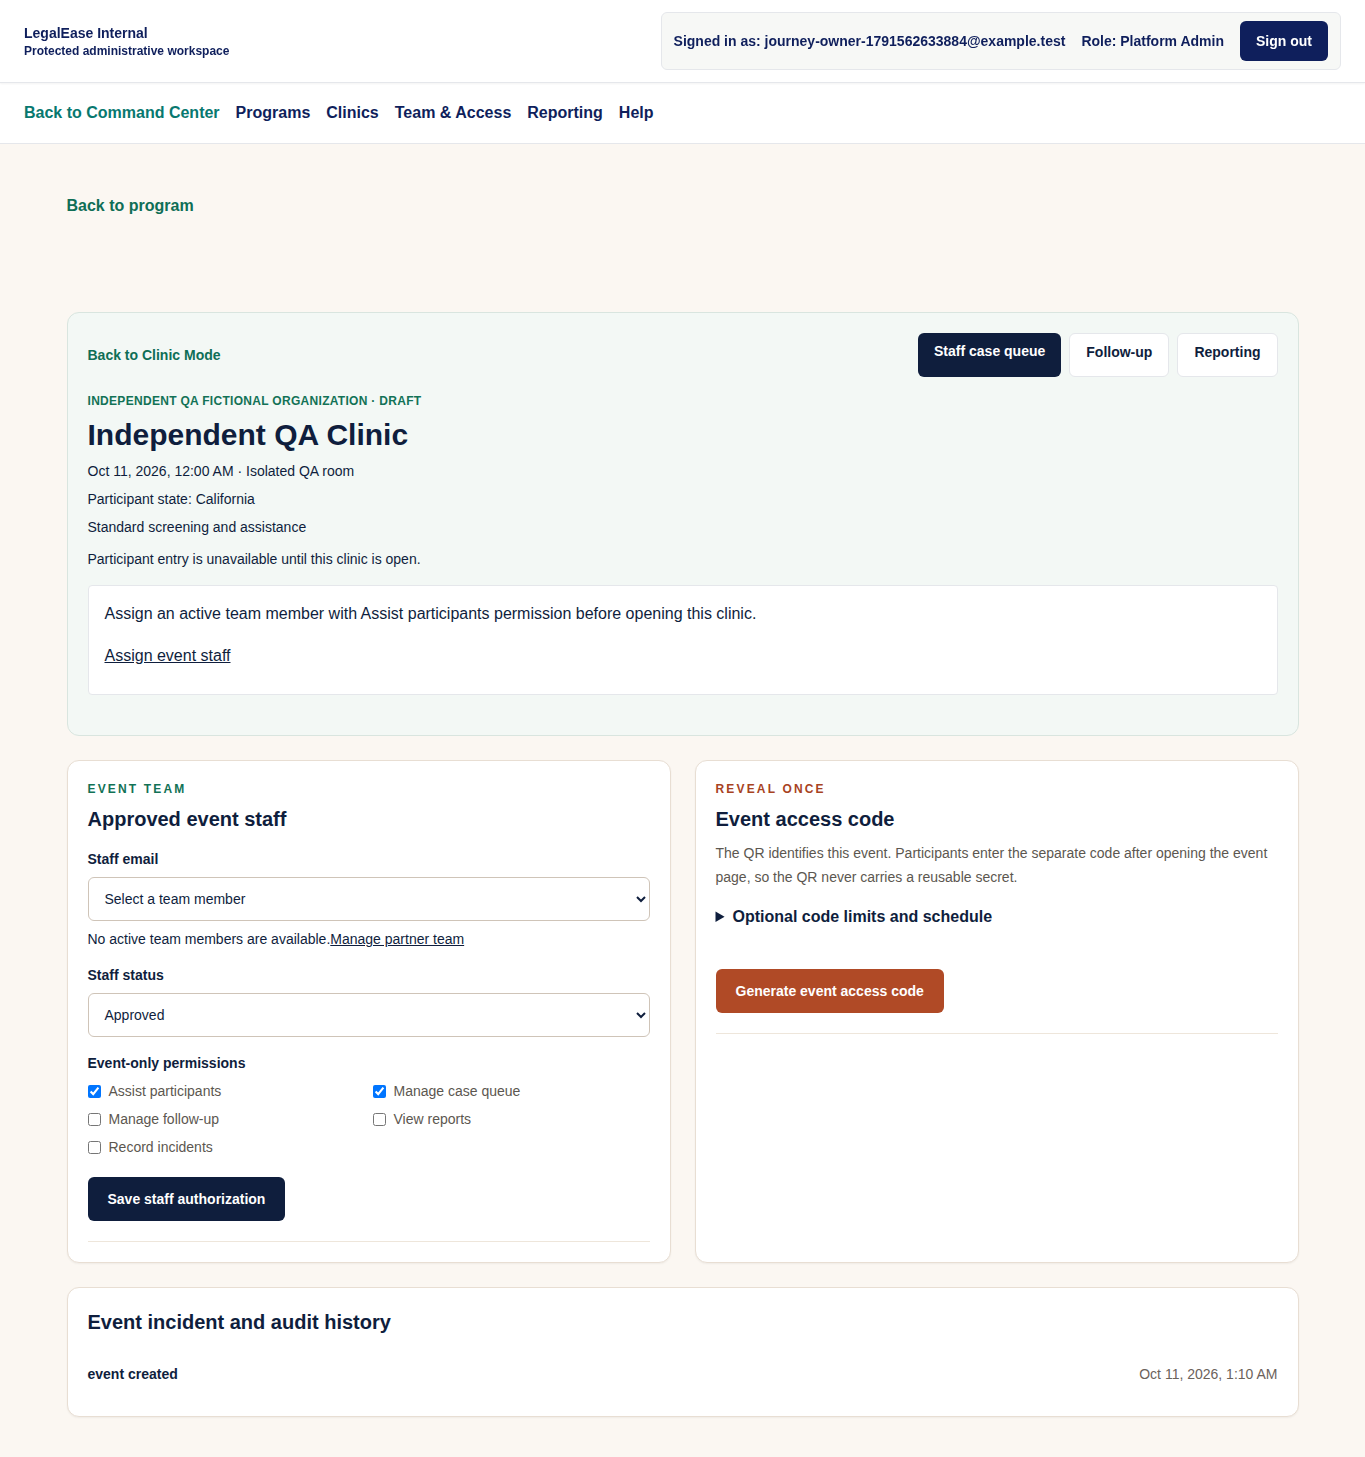 LegalEase Internal
Protected administrative workspace
Signed in as: journey-owner-1791562633884@example.test Role: Platform Admin Sign out
Back to Command Center Programs Clinics Team & Access Reporting Help
Back to program
Back to Clinic Mode
Staff case queue Follow-up Reporting
INDEPENDENT QA FICTIONAL ORGANIZATION · DRAFT
Independent QA Clinic
Oct 11, 2026, 12:00 AM · Isolated QA room
Participant state: California
Standard screening and assistance
Participant entry is unavailable until this clinic is open.
Assign an active team member with Assist participants permission before opening this clinic.
Assign event staff
EVENT TEAM
Approved event staff
Staff email
Select a team member
No active team members are available.Manage partner team
Staff status
Approved
Event-only permissions
Assist participants Manage case queue
Manage follow-up View reports
Record incidents
Save staff authorization
REVEAL ONCE
Event access code
The QR identifies this event. Participants enter the separate code after opening the event
page, so the QR never carries a reusable secret.
Optional code limits and schedule
Generate event access code
Event incident and audit history
event created Oct 11, 2026, 1:10 AM